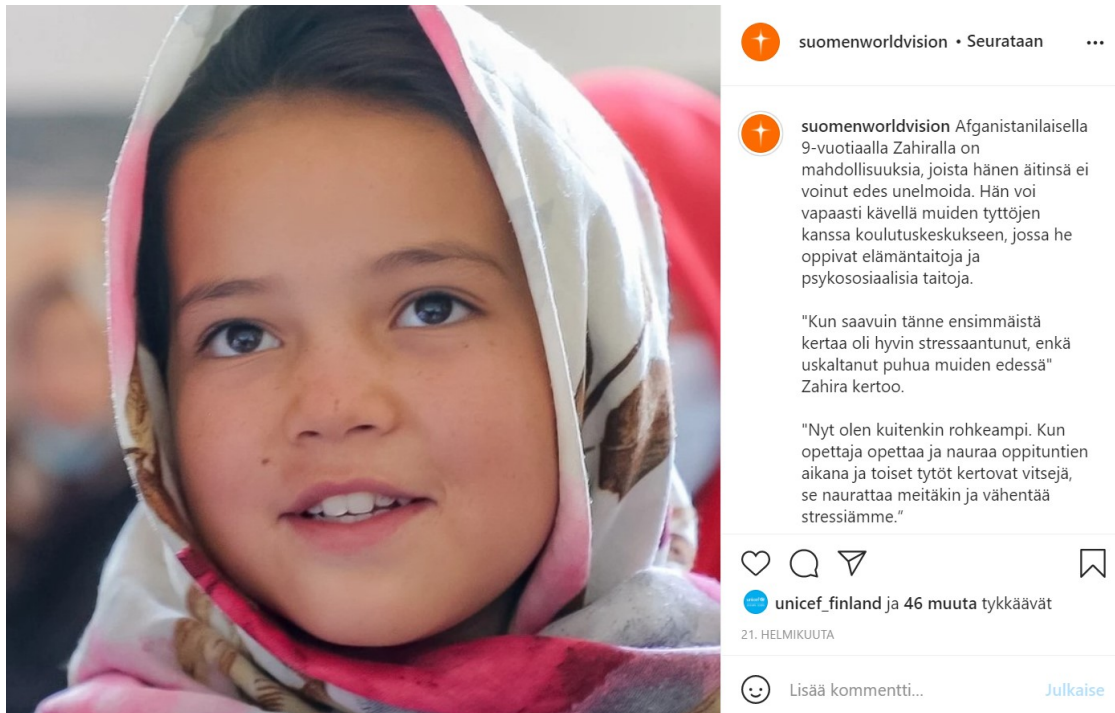 suomenworldvision • Seurataan
suomenworldvision Afganistanilaisella
9-vuotiaalla Zahiralla on
mahdollisuuksia, joista hänen äitinsä ei
voinut edes unelmoida. Hän voi
vapaasti kävellä muiden tyttöjen
kanssa koulutuskeskukseen, jossa he
oppivat elämäntaitoja ja
psykososiaalisia taitoja.
"Kun saavuin tänne ensimmäistä
kertaa oli hyvin stressaantunut, enkä
uskaltanut puhua muiden edessä"
Zahira kertoo.
"Nyt olen kuitenkin rohkeampi. Kun
opettaja opettaa ja nauraa oppituntien
aikana ja toiset tytöt kertovat vitsejä,
se naurattaa meitäkin ja vähentää
stressiämme.”
unicef_finland ja 46 muuta tykkäävät
21. HELMIKUUTA
Lisää kommentti... Julkaise